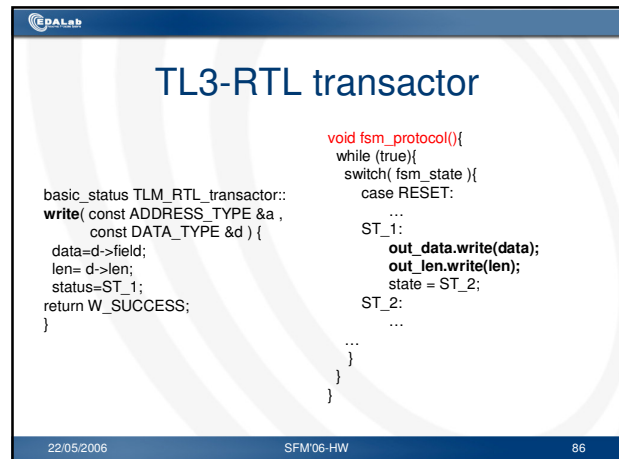 EDALab
TL3-RTL transactor
basic_status TLM_RTL_transactor::
write( const ADDRESS_TYPE &a ,
const DATA_TYPE &d ) {
data=d->field;
len= d->len;
status=ST_1;
return W_SUCCESS;
}
void fsm_protocol(){
while (true){
switch( fsm_state ){
case RESET:
…
ST_1:
out_data.write(data);
out_len.write(len);
state = ST_2;
ST_2:
…
…
}
}
}
22/05/2006 SFM'06-HW 86